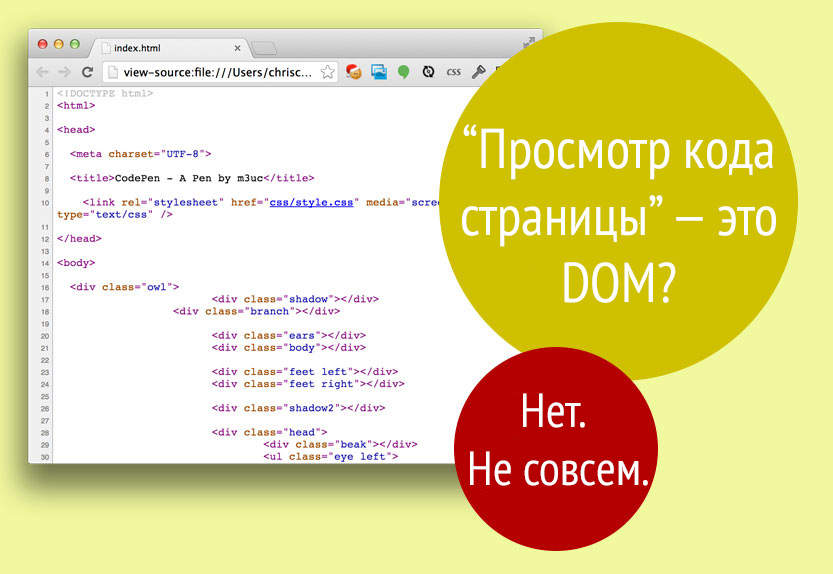 index.html
view-source:file:///Users/chrisc...
CSS
1 <!DOCTYPE html>
2 <html>
3
4 <head>
5
6 <meta charset="UTF-8">
7
8 <title>CodePen - A Pen by m3uc</title>
9
10 <link rel="stylesheet" href="css/style.css" media="scree
type="text/css" />
11
12 </head>
13
14 <body>
15
16 <div class="owl">
17 <div class="shadow"></div>
18 <div class="branch"></div>
19
20 <div class="ears"></div>
21 <div class="body"></div>
22
23 <div class="feet left"></div>
24 <div class="feet right"></div>
25
26 <div class="shadow2"></div>
27
28 <div class="head">
29 <div class="beak"></div>
30 <ul class="eye left">
“Просмотр кода
страницы” — это
DOM?
Нет.
Не совсем.